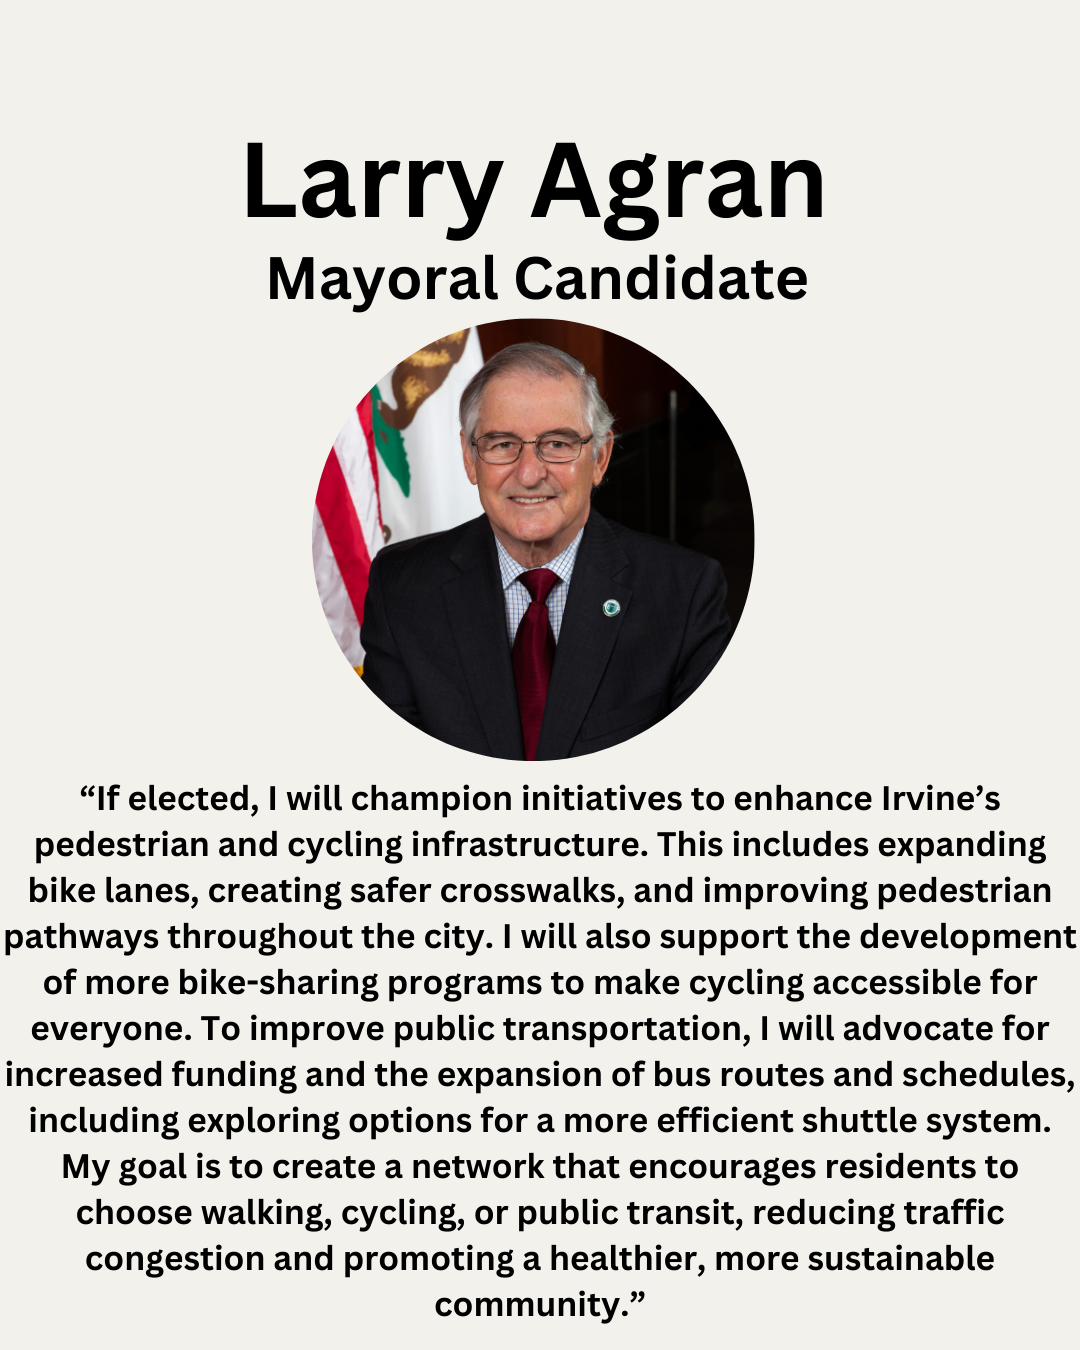 Larry Agran
Mayoral Candidate
“If elected, I will champion initiatives to enhance Irvine’s
pedestrian and cycling infrastructure. This includes expanding
bike lanes, creating safer crosswalks, and improving pedestrian
pathways throughout the city. I will also support the development
of more bike-sharing programs to make cycling accessible for
everyone. To improve public transportation, I will advocate for
increased funding and the expansion of bus routes and schedules,
including exploring options for a more efficient shuttle system.
My goal is to create a network that encourages residents to
choose walking, cycling, or public transit, reducing traffic
congestion and promoting a healthier, more sustainable
community.”